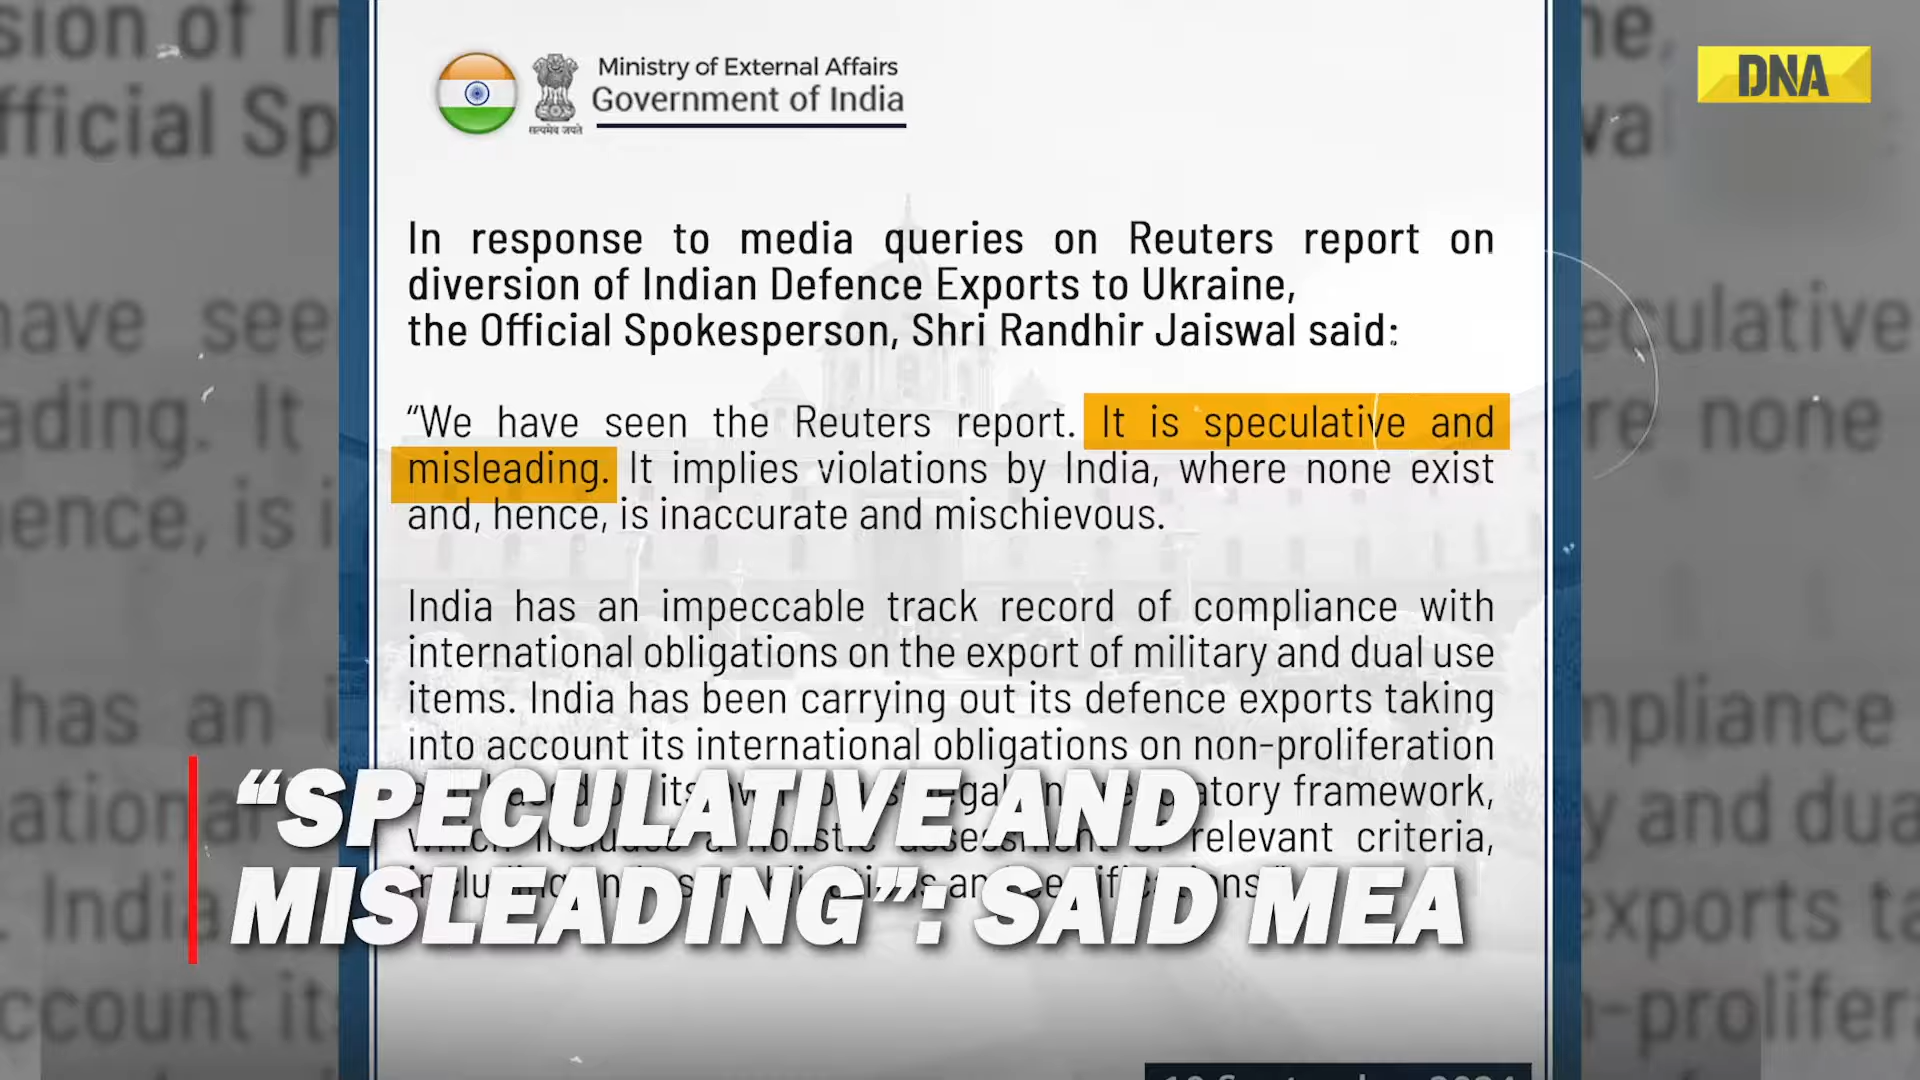 Ministry of External Affairs
Government of India
सत्यमेव जयते
DNA
In response to media queries on Reuters report on
diversion of Indian Defence Exports to Ukraine,
the Official Spokesperson, Shri Randhir Jaiswal said:
“We have seen the Reuters report. It is speculative and
misleading. It implies violations by India, where none exist
and, hence, is inaccurate and mischievous.
India has an impeccable track record of compliance with
international obligations on the export of military and dual use
items. India has been carrying out its defence exports taking
into account its international obligations on non-proliferation
its framework,
relevant criteria,
“SPECULATIVE AND
MISLEADING”: SAID MEA